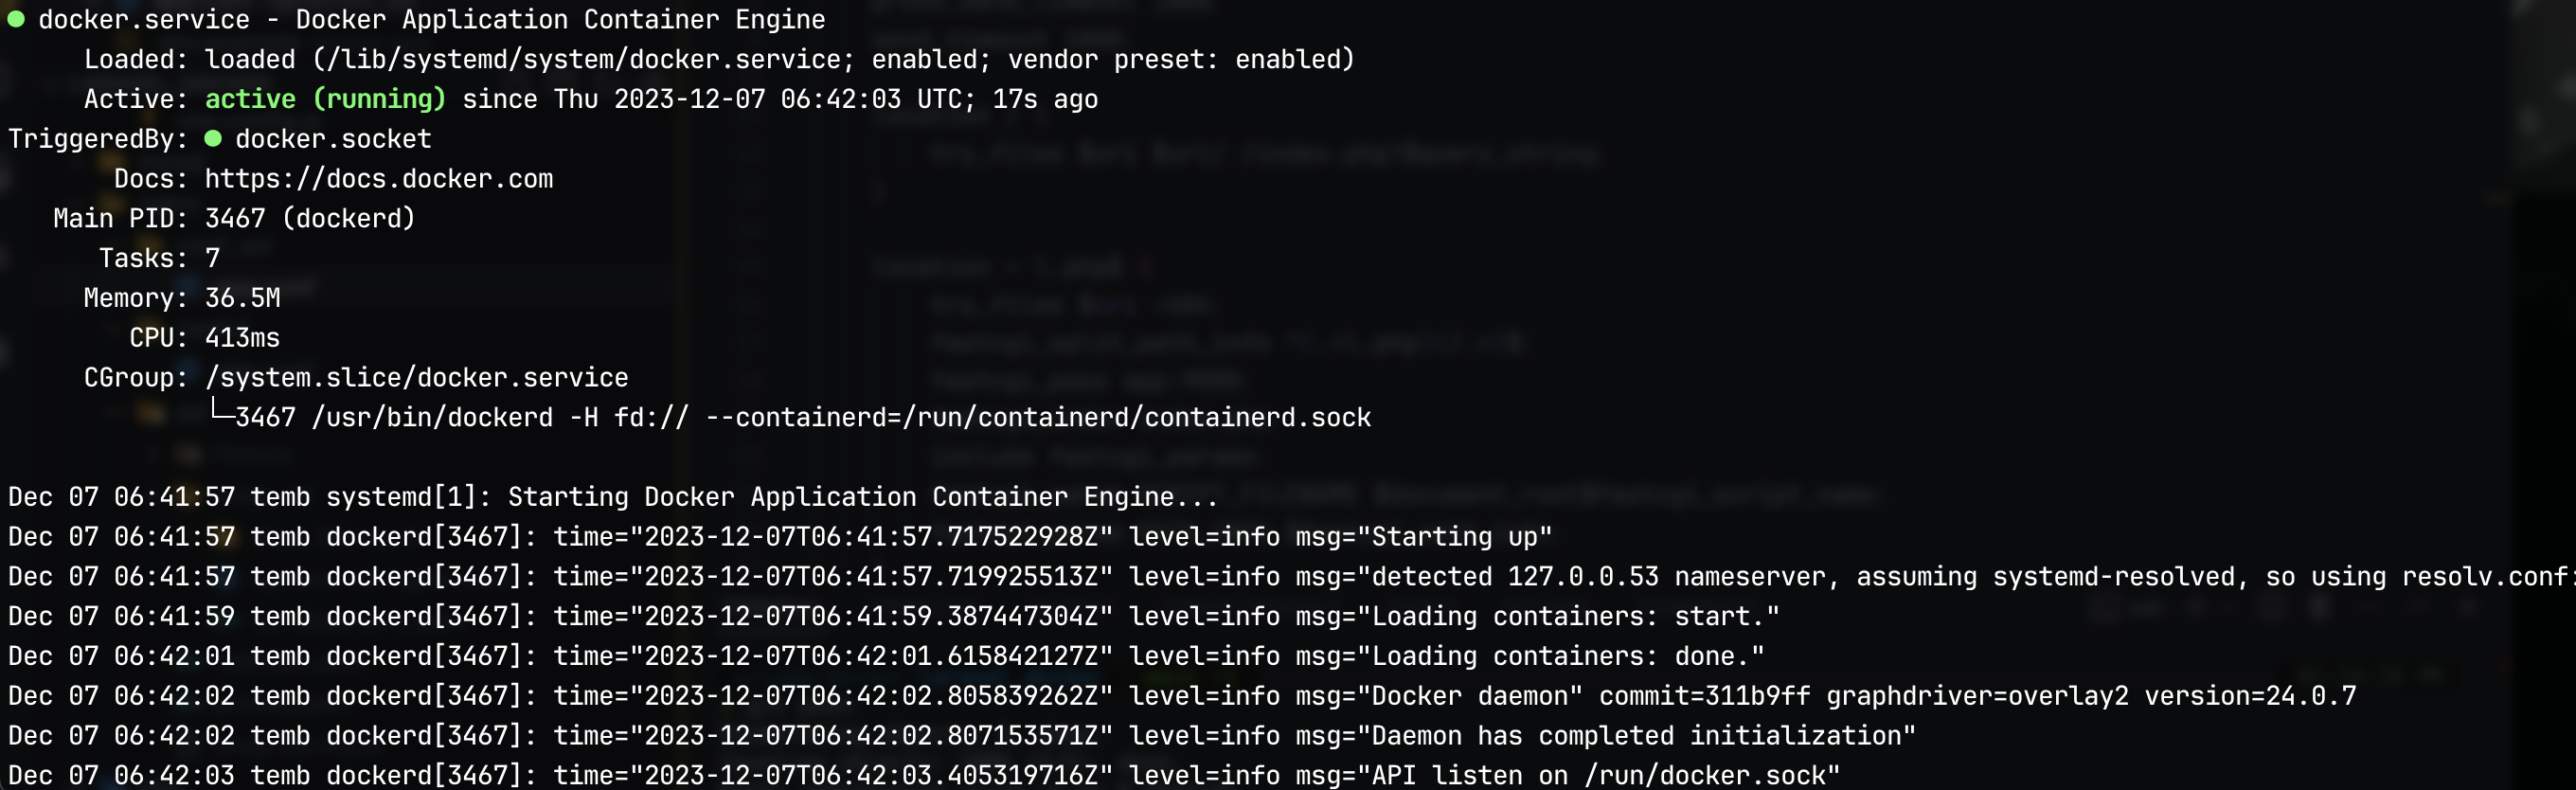 ● docker.service - Docker Application Container Engine
Loaded: loaded (/lib/systemd/system/docker.service; enabled; vendor preset: enabled)
Active: active (running) since Thu 2023-12-07 06:42:03 UTC; 17s ago
TriggeredBy: ● docker.socket
Docs: https://docs.docker.com
Main PID: 3467 (dockerd)
Tasks: 7
Memory: 36.5M
CPU: 413ms
CGroup: /system.slice/docker.service
└─3467 /usr/bin/dockerd -H fd:// --containerd=/run/containerd/containerd.sock
Dec 07 06:41:57 temb systemd[1]: Starting Docker Application Container Engine...
Dec 07 06:41:57 temb dockerd[3467]: time="2023-12-07T06:41:57.717522928Z" level=info msg="Starting up"
Dec 07 06:41:57 temb dockerd[3467]: time="2023-12-07T06:41:57.719925513Z" level=info msg="detected 127.0.0.53 nameserver, assuming systemd-resolved, so using resolv.conf:
Dec 07 06:41:59 temb dockerd[3467]: time="2023-12-07T06:41:59.387447304Z" level=info msg="Loading containers: start."
Dec 07 06:42:01 temb dockerd[3467]: time="2023-12-07T06:42:01.615842127Z" level=info msg="Loading containers: done."
Dec 07 06:42:02 temb dockerd[3467]: time="2023-12-07T06:42:02.805839262Z" level=info msg="Docker daemon" commit=311b9ff graphdriver=overlay2 version=24.0.7
Dec 07 06:42:02 temb dockerd[3467]: time="2023-12-07T06:42:02.807153571Z" level=info msg="Daemon has completed initialization"
Dec 07 06:42:03 temb dockerd[3467]: time="2023-12-07T06:42:03.405319716Z" level=info msg="API listen on /run/docker.sock"